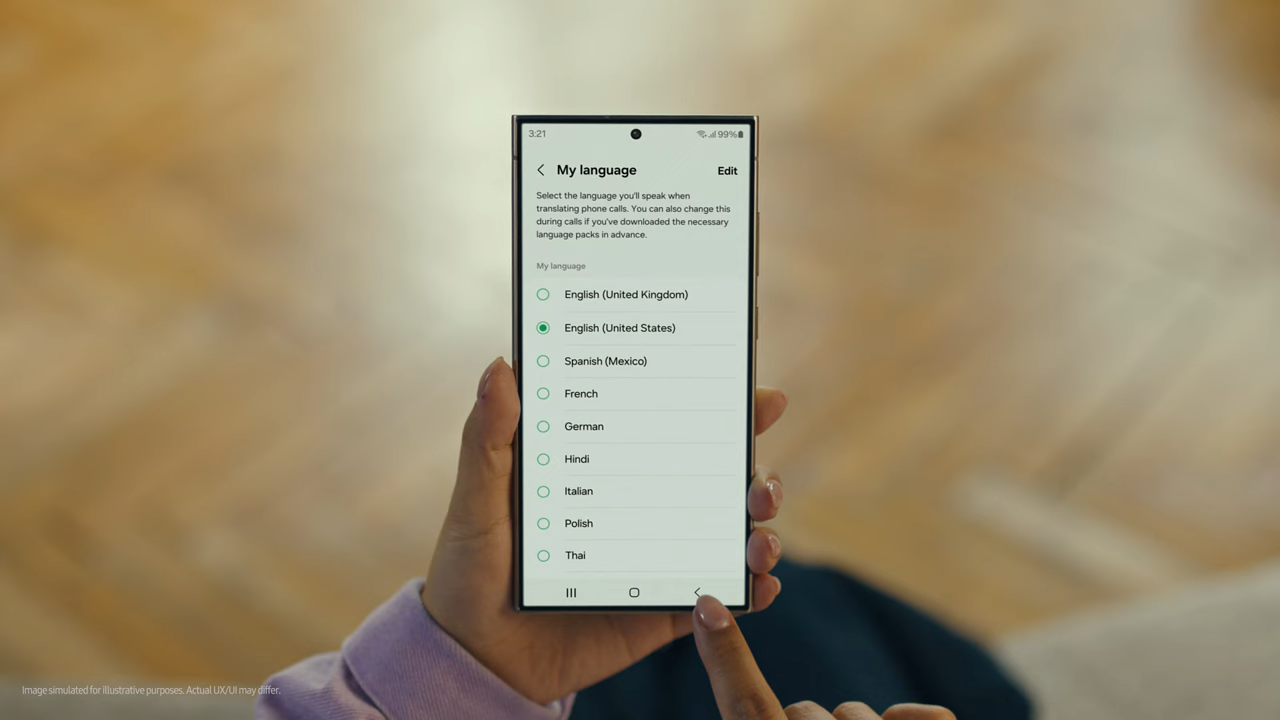 3:21
99%
My language
Edit
Select the language you'll speak when
translating phone calls. You can also change this
during calls if you've downloaded the necessary
language packs in advance.
My language
English (United Kingdom)
English (United States)
Spanish (Mexico)
French
German
Hindi
Italian
Polish
Thai
Image simulated for illustrative purposes. Actual UX/UI may differ.